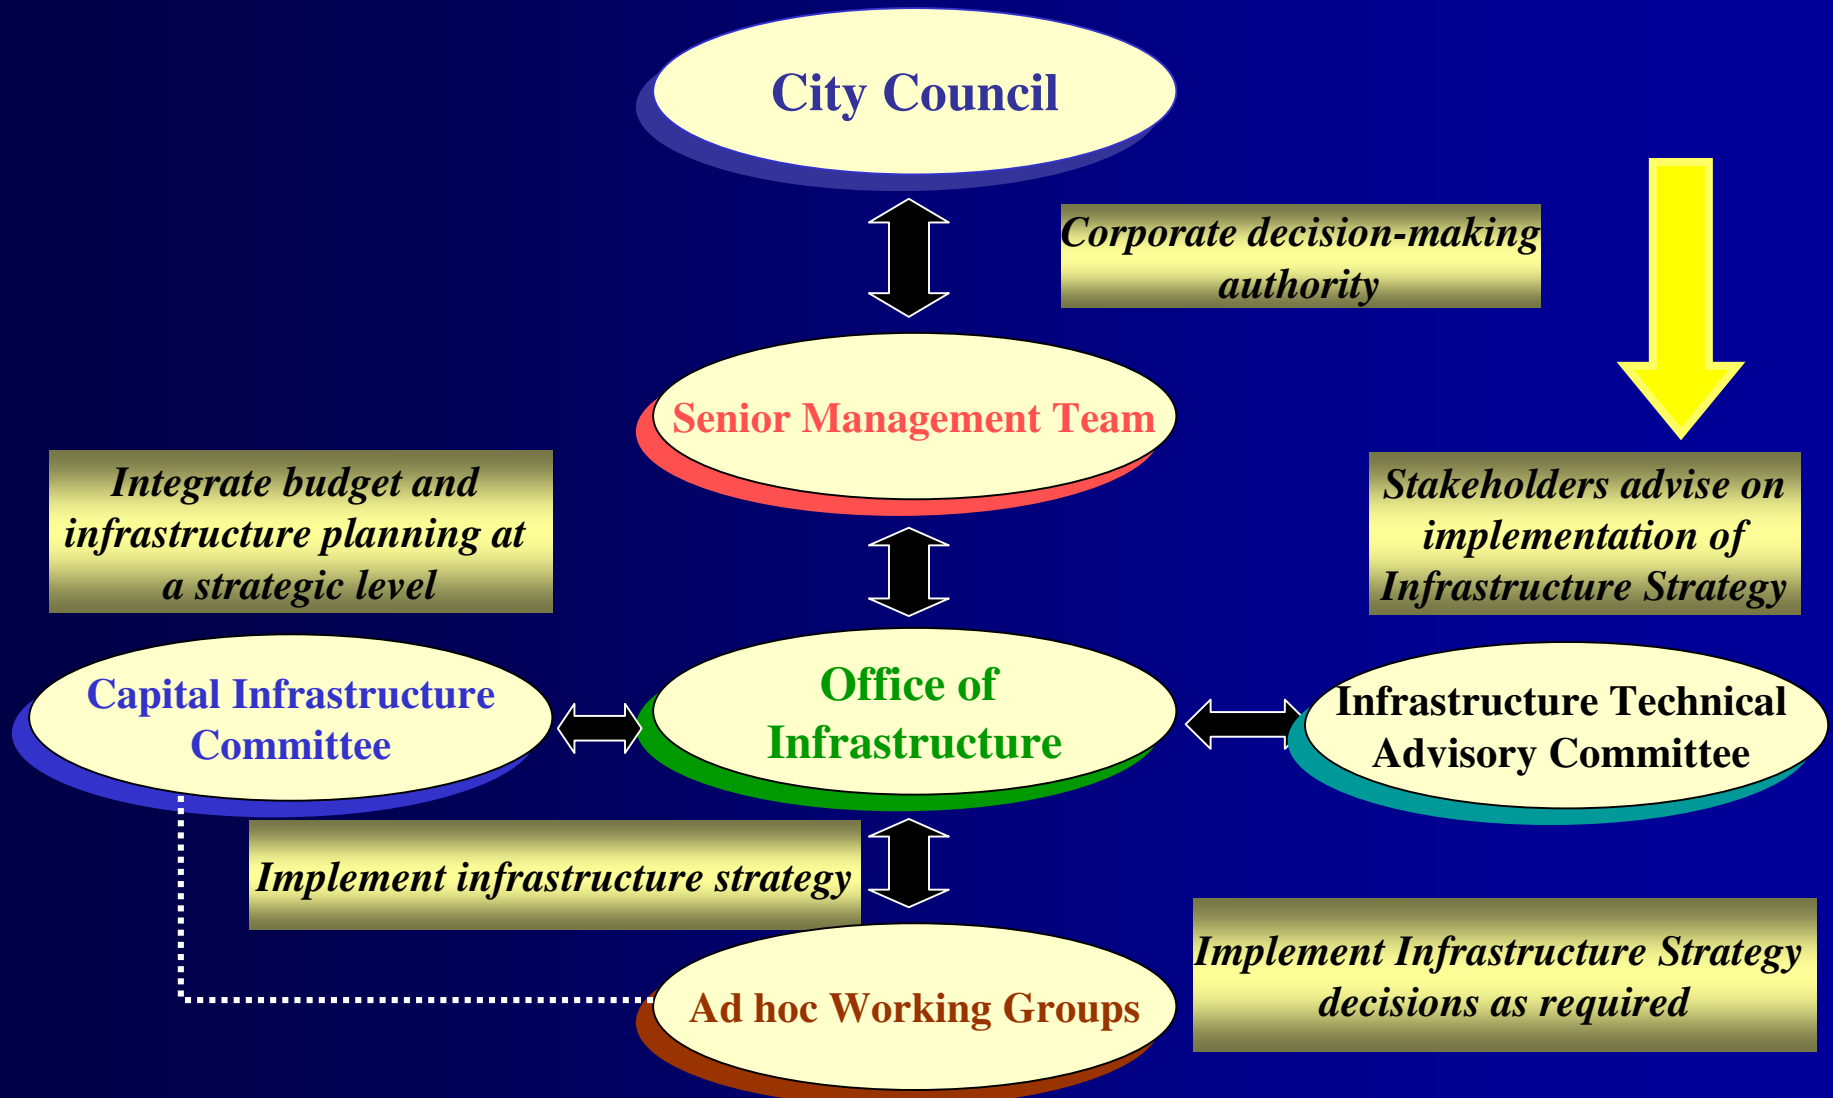 City Council
Corporate decision-making
authority
Senior Management Team
Integrate budget and
infrastructure planning at
a strategic level
Stakeholders advise on
implementation of
Infrastructure Strategy
Capital Infrastructure
Committee
Office of
Infrastructure
Infrastructure Technical
Advisory Committee
Implement infrastructure strategy
Implement Infrastructure Strategy
decisions as required
Ad hoc Working Groups